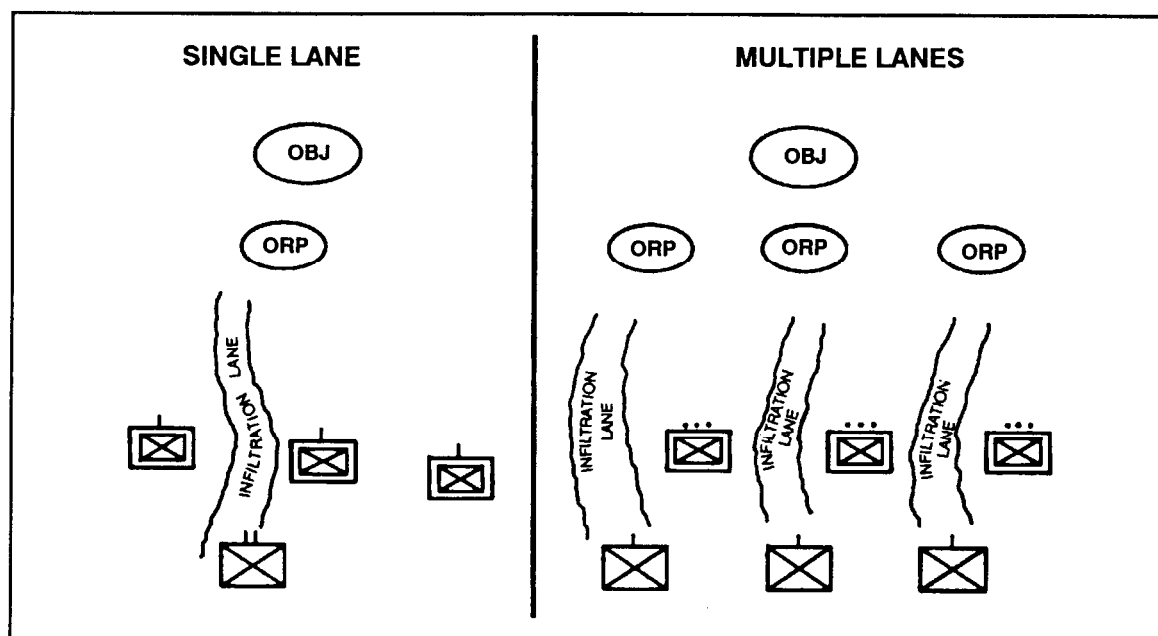 SINGLE LANE
OBJ
ORP
INFILTRATION LANE
MULTIPLE LANES
OBJ
ORP
ORP
ORP
INFILTRATION
LANE
INFILTRATION
LANE
INFILTRATION
LANE